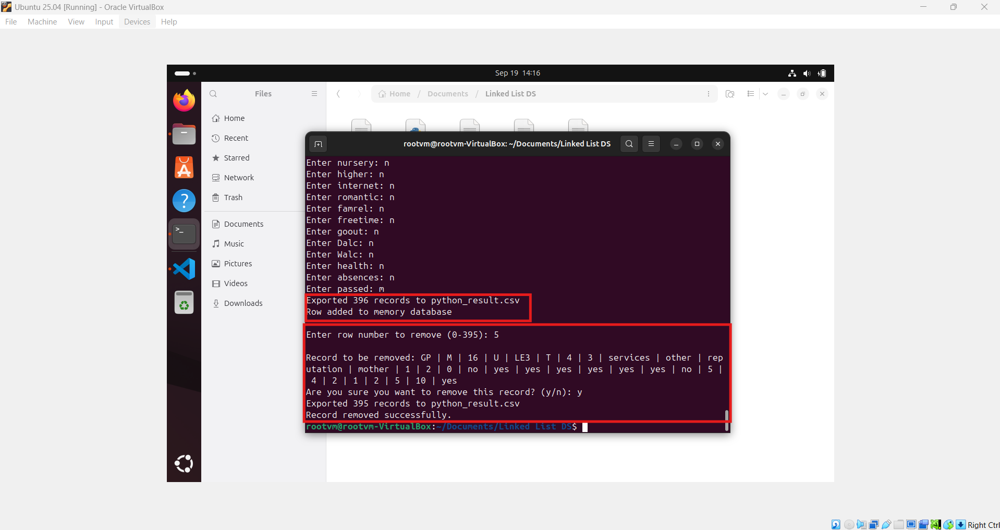 Ubuntu 25.04 [Running] - Oracle VirtualBox
File Machine View Input Devices Help
Sep 19 14:16
Files
Home / Documents / Linked List DS
Home
Recent
Starred
Network
Trash
Documents
Music
Pictures
Videos
Downloads
rootvm@rootvm-VirtualBox: ~/Documents/Linked List DS
Enter nursery: n
Enter higher: n
Enter internet: n
Enter romantic: n
Enter famrel: n
Enter freetime: n
Enter goout: n
Enter Dalc: n
Enter Walc: n
Enter health: n
Enter absences: n
Enter passed: m
Exported 396 records to python_result.csv
Row added to memory database
Enter row number to remove (0-395): 5
Record to be removed: GP | M | 16 | U | LE3 | T | 4 | 3 | services | other | rep
utation | mother | 1 | 2 | 0 | no | yes | yes | yes | yes | yes | yes | no | 5 |
4 | 2 | 1 | 2 | 5 | 10 | yes
Are you sure you want to remove this record? (y/n): y
Exported 395 records to python_result.csv
Record removed successfully.
rootvm@rootvm-VirtualBox:~/Documents/Linked List DS$
Right Ctrl